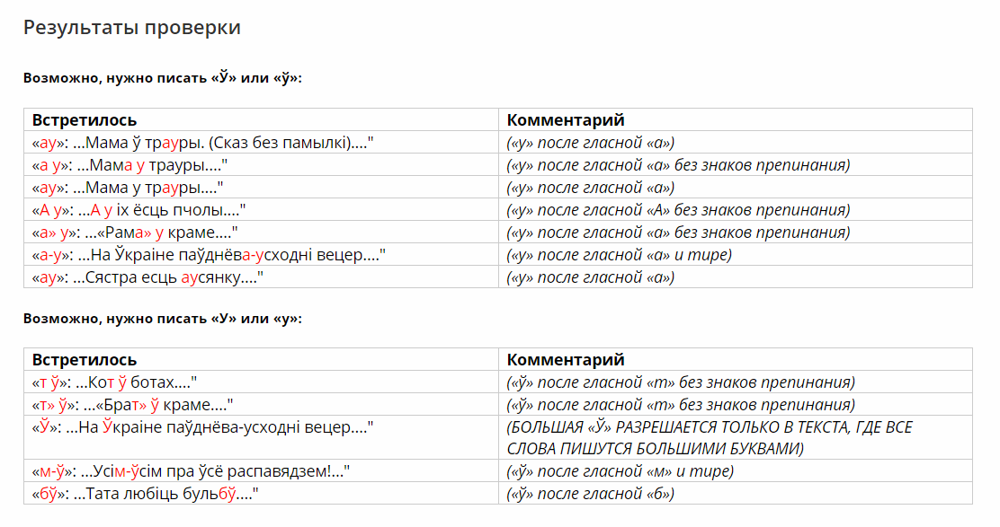 Результаты проверки
Возможно, нужно писать «Ў» или «ў»:
Встретилось Комментарий
«ау»: ...Мама ў трауры. (Сказ без памылкі)...." («у» после гласной «а»)
«а у»: ...Мама у трауры...." («у» после гласной «а» без знаков препинания)
«ау»: ...Мама у трауры...." («у» после гласной «а»)
«А у»: ...А у іх ёсць пчолы...." («у» после гласной «А» без знаков препинания)
«а» у»: ...«Рама» у краме...." («у» после гласной «а» без знаков препинания)
«а-у»: ...На Ўкраіне паўднёва-усходні вецер...." («у» после гласной «а» и тире)
«ау»: ...Сястра есць аусянку...." («у» после гласной «а»)
Возможно, нужно писать «У» или «у»:
Встретилось Комментарий
«т ў»: ...Кот ў ботах...." («ў» после гласной «т» без знаков препинания)
«т» ў»: ...«Брат» ў краме...." («ў» после гласной «т» без знаков препинания)
«Ў»: ...На Ўкраіне паўднёва-усходні вецер...." (БОЛЬШАЯ «Ў» РАЗРЕШАЕТСЯ ТОЛЬКО В ТЕКСТА, ГДЕ ВСЕ
СЛОВА ПИШУТСЯ БОЛЬШИМИ БУКВАМИ)
«м-ў»: ...Усім-ўсім пра ўсё распавядзем!..." («ў» после гласной «м» и тире)
«бў»: ...Тата любіць бульбў...." («ў» после гласной «б»)